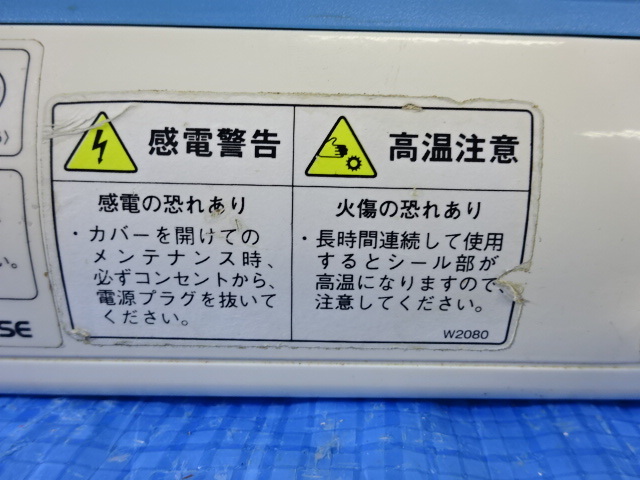 感電警告
感電の恐れあり
・カバーを開けての
メンテナンス時、
必ずコンセントから、
電源プラグを抜いて
ください。
高温注意
火傷の恐れあり
・長時間連続して使用
するとシール部が
高温になりますので、
注意してください。
W2080
い。
SE